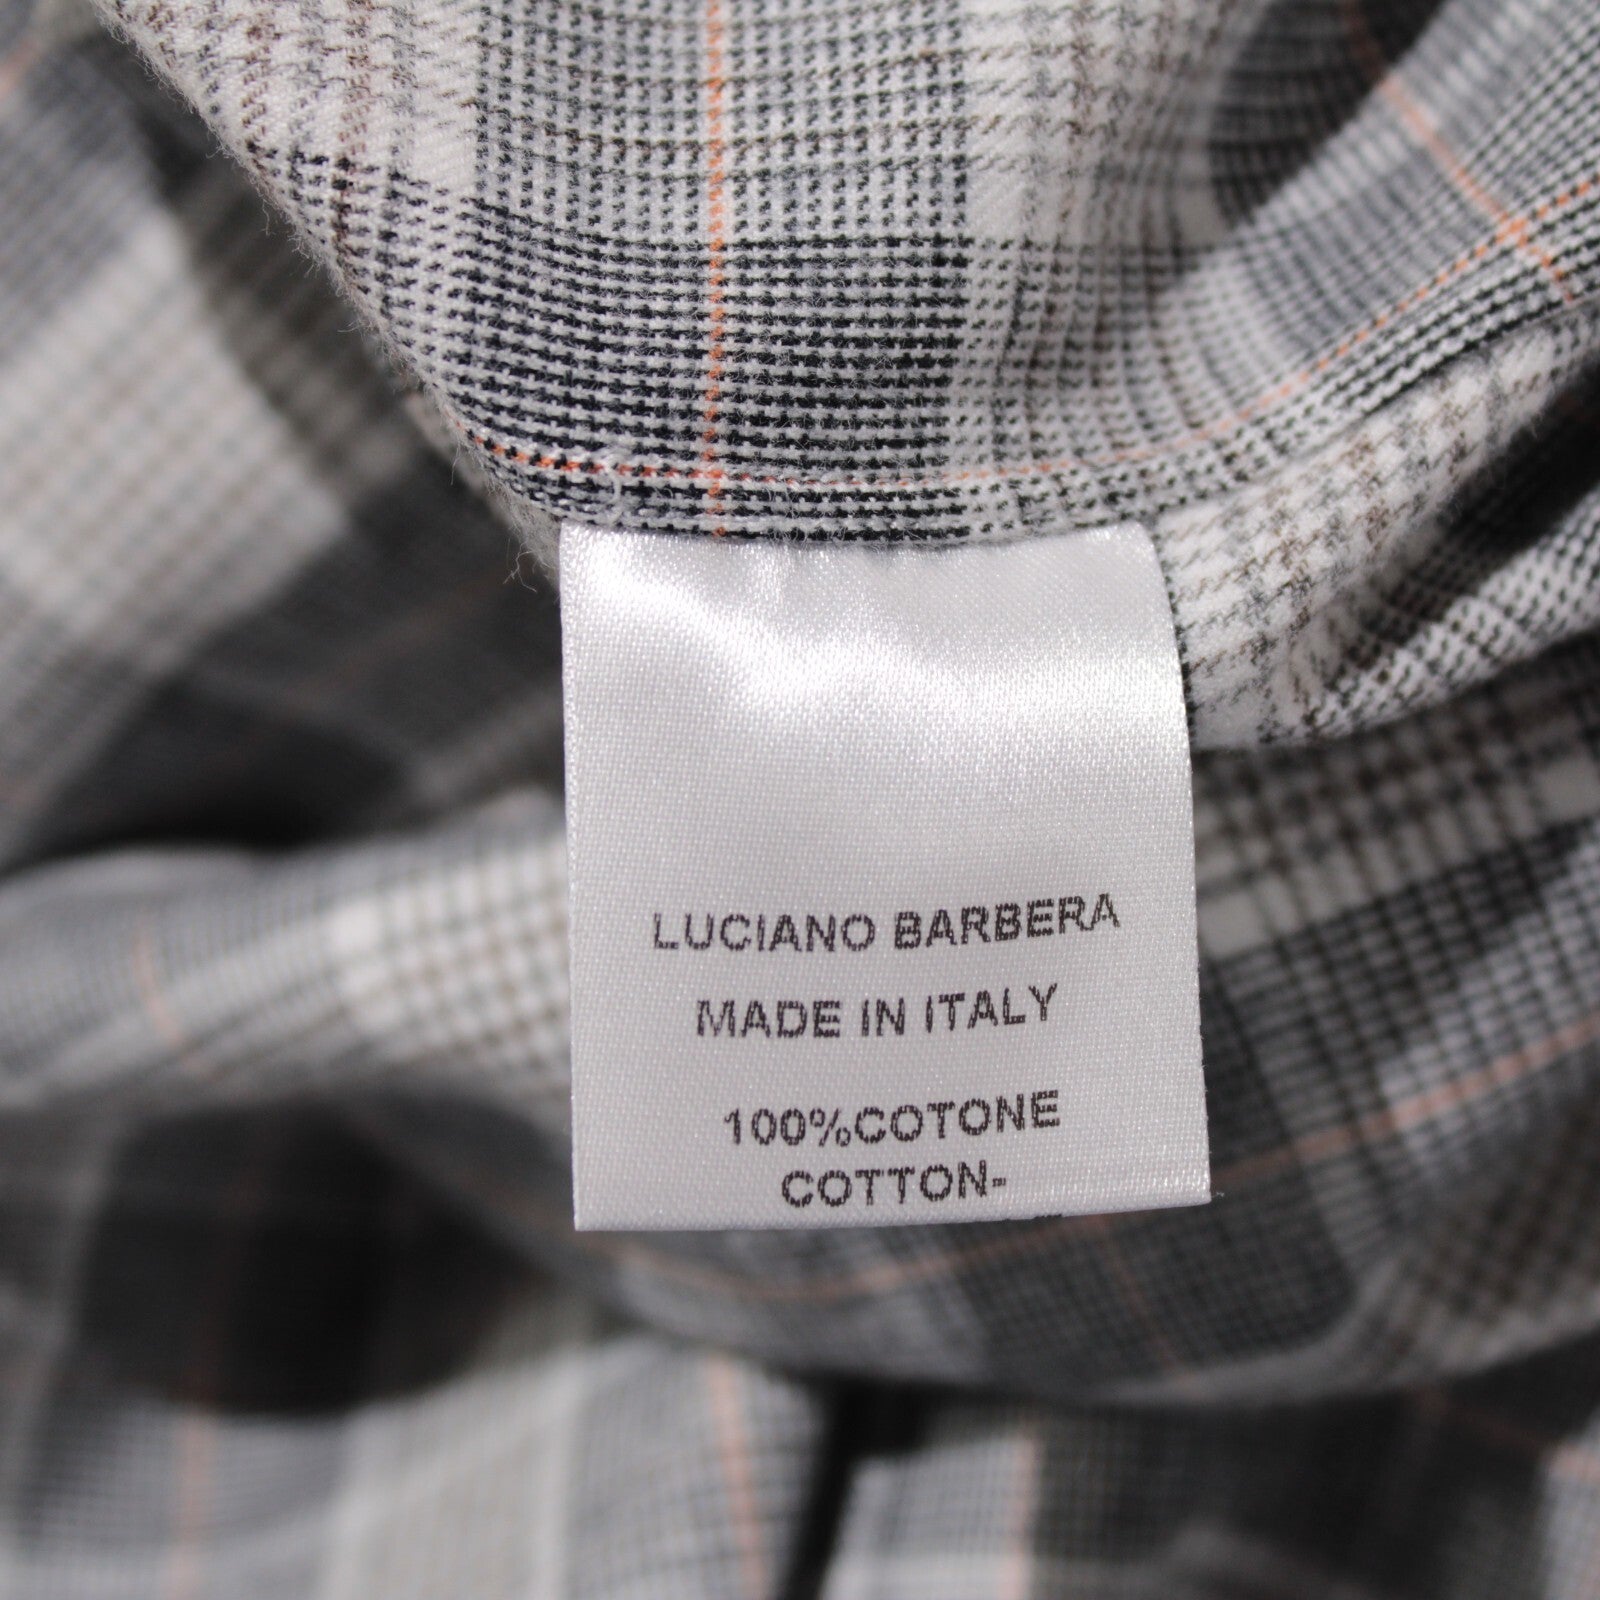 LUCIANO BARBERA
MADE IN ITALY
100%COTONE
COTTON-